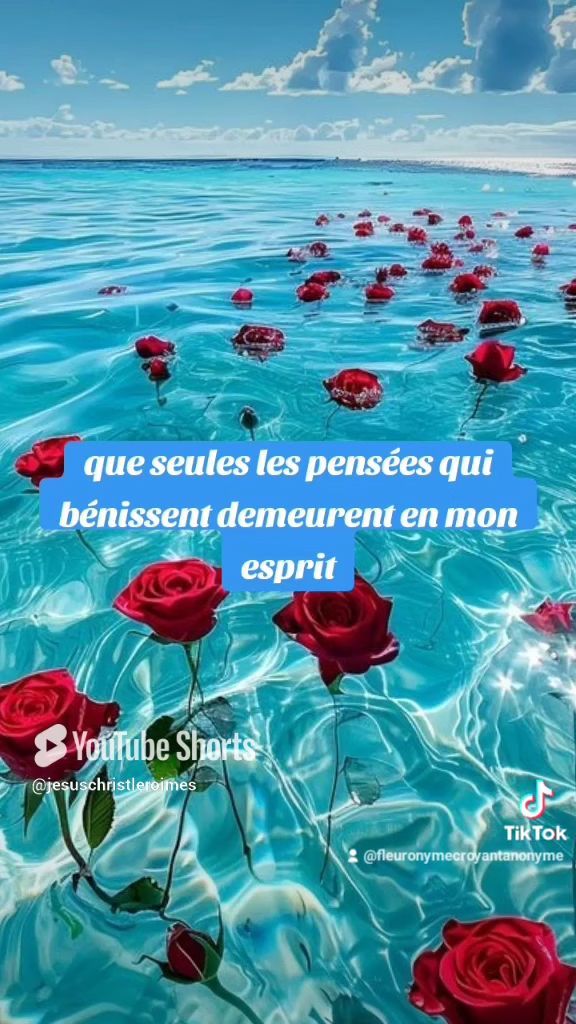 que seules les pensées qui
bénissent demeurent en mon
esprit
YouTube Shorts
@jesuschristleroimes
TikTok
@fleuronymecroyantanonyme